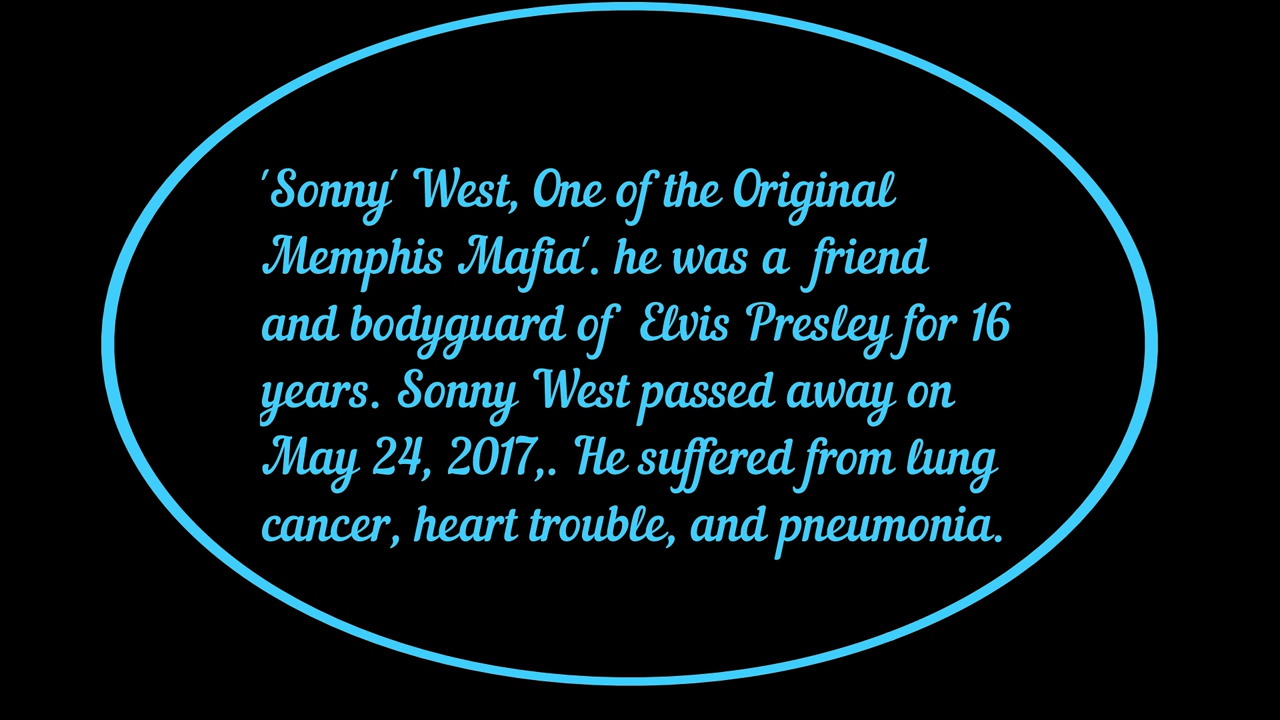 'Sonny' West, One of the Original
Memphis Mafia'. he was a friend
and bodyguard of Elvis Presley for 16
years. Sonny West passed away on
May 24, 2017,. He suffered from lung
cancer, heart trouble, and pneumonia.